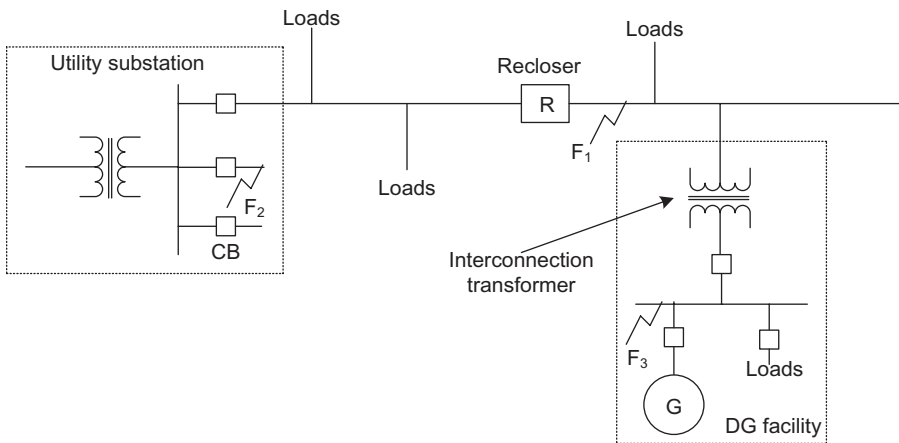 Loads
Loads
Utility substation
Recloser
R
F₁
Loads
F₂
CB
Interconnection
transformer
F₃
Loads
G
DG facility